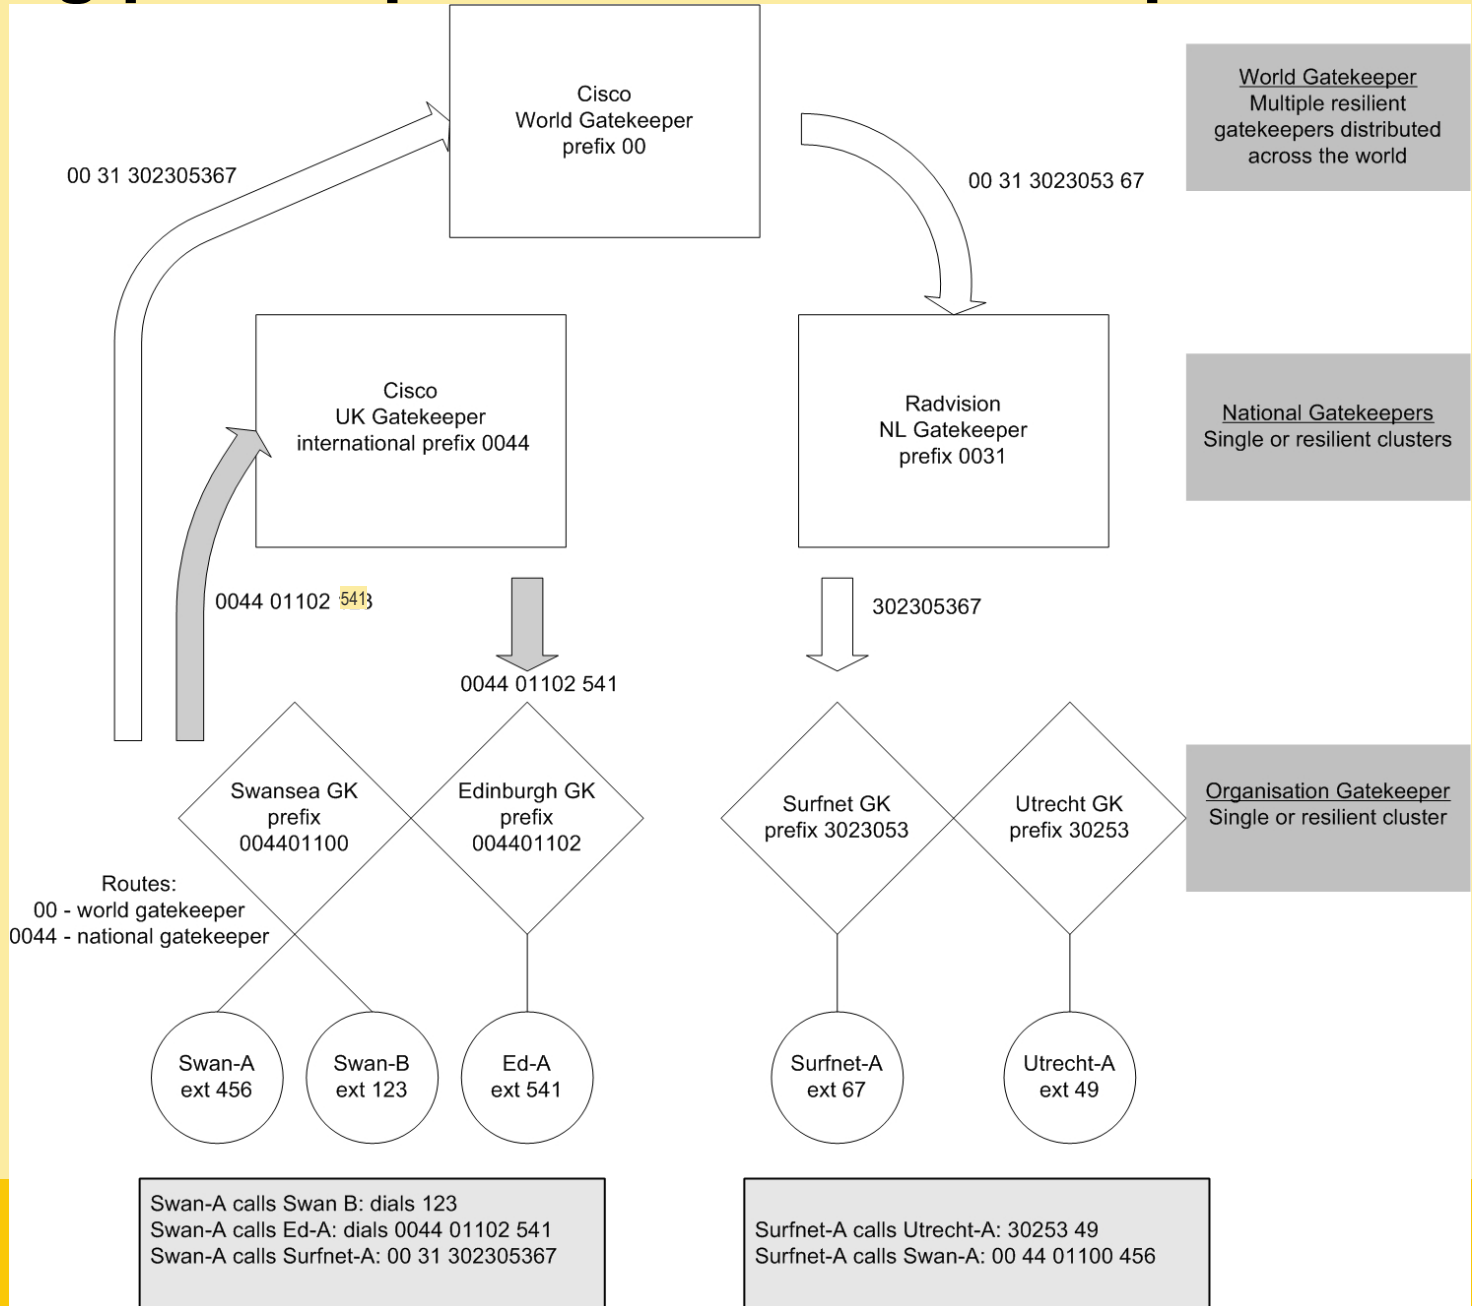 Cisco
World Gatekeeper
prefix 00
World Gatekeeper
Multiple resilient
gatekeepers distributed
across the world
00 31 302305367
00 31 3023053 67
Cisco
UK Gatekeeper
international prefix 0044
Radvision
NL Gatekeeper
prefix 0031
National Gatekeepers
Single or resilient clusters
0044 01102 541
302305367
0044 01102 541
Swansea GK
prefix
004401100
Edinburgh GK
prefix
004401102
Surfnet GK
prefix 3023053
Utrecht GK
prefix 30253
Organisation Gatekeeper
Single or resilient cluster
Routes:
00 - world gatekeeper
0044 - national gatekeeper
Swan-A
ext 456
Swan-B
ext 123
Ed-A
ext 541
Surfnet-A
ext 67
Utrecht-A
ext 49
Swan-A calls Swan B: dials 123
Swan-A calls Ed-A: dials 0044 01102 541
Swan-A calls Surfnet-A: 00 31 302305367
Surfnet-A calls Utrecht-A: 30253 49
Surfnet-A calls Swan-A: 00 44 01100 456